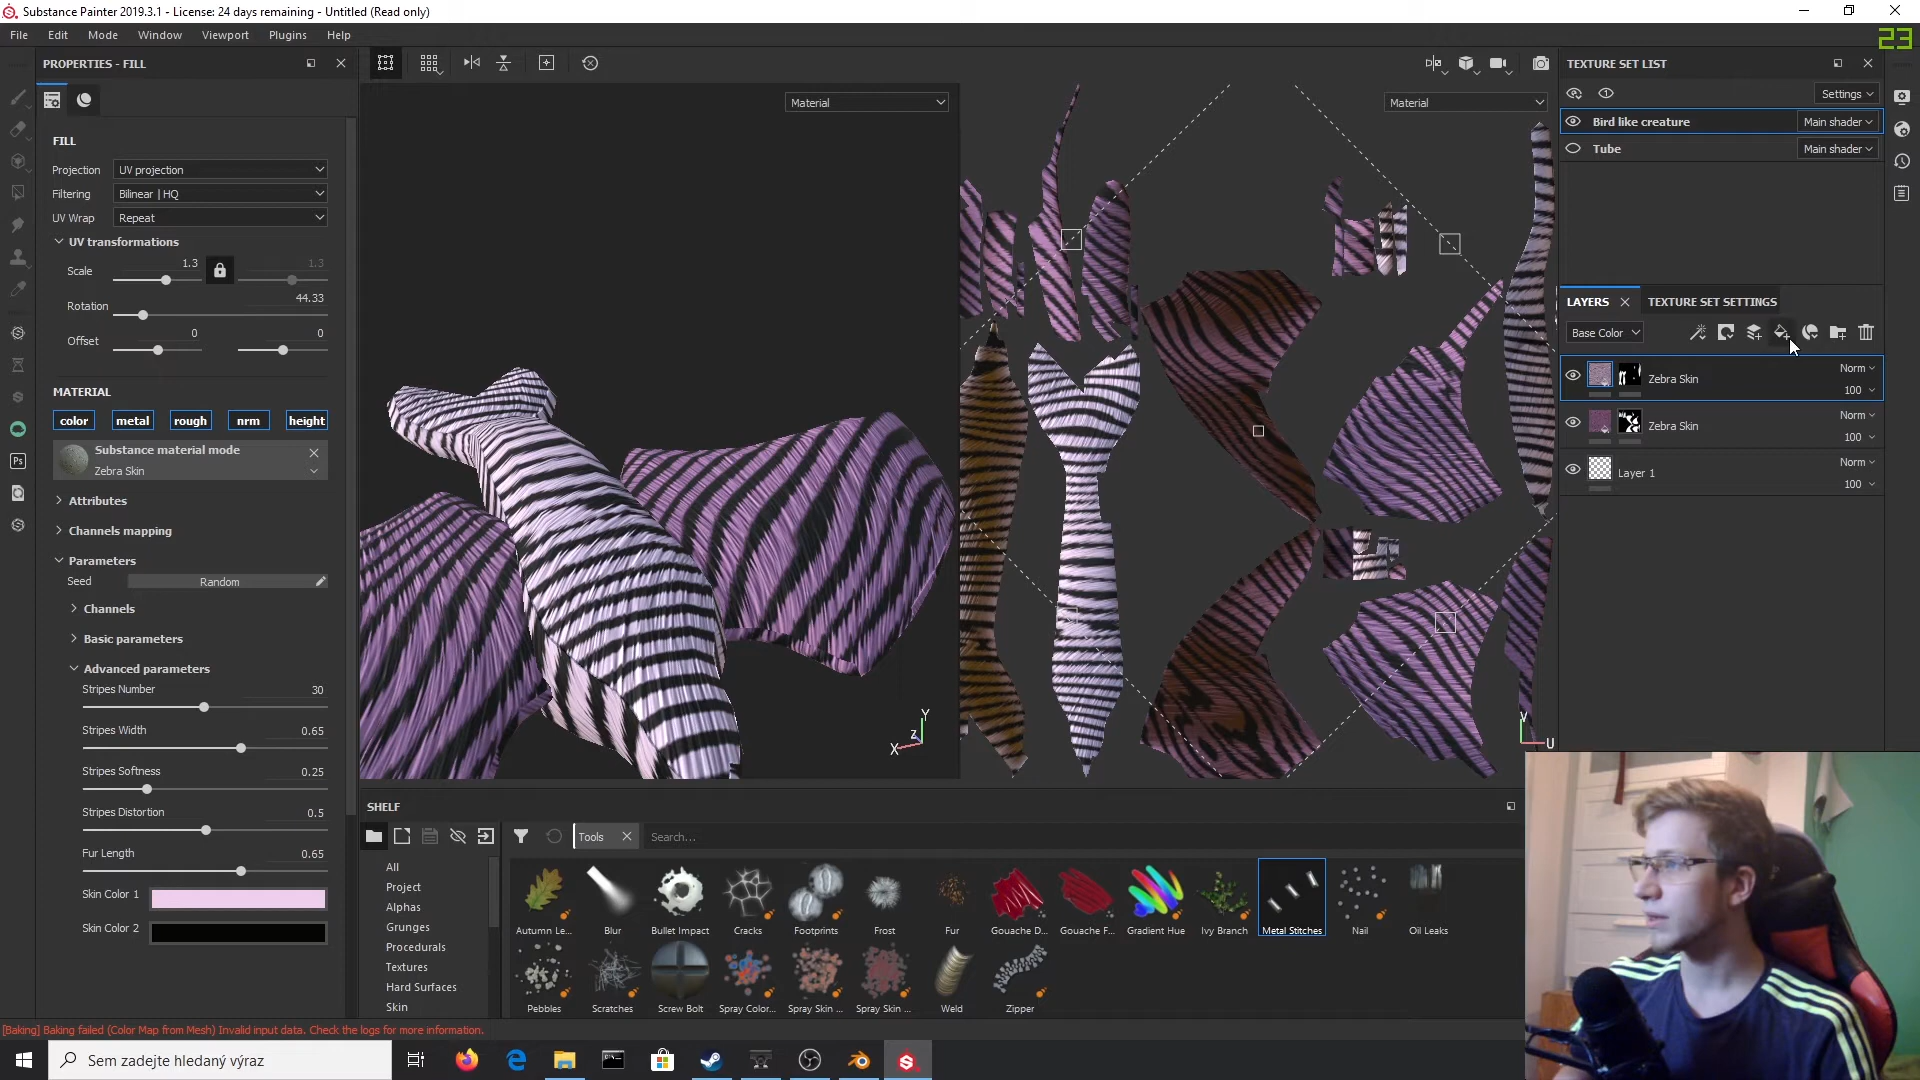 Substance Painter 2019.3.1 - License: 24 days remaining - Untitled (Read only)
File Edit Mode Window Viewport Plugins Help
23
PROPERTIES - FILL
FILL
Projection UV projection
Filtering Bilinear | HQ
UV Wrap Repeat
UV transformations
Scale 1.3 1.3
Rotation 44.33
Offset 0 0
MATERIAL
color metal rough nrm height
Substance material mode
Zebra Skin
Attributes
Channels mapping
Parameters
Seed Random
Channels
Basic parameters
Advanced parameters
Stripes Number 30
Stripes Width 0.65
Stripes Softness 0.25
Stripes Distortion 0.5
Fur Length 0.65
Skin Color 1
Skin Color 2
Material
Y
Z
X
Material
V
U
TEXTURE SET LIST
Settings
Bird like creature Main shader
Tube Main shader
LAYERS TEXTURE SET SETTINGS
Base Color
Zebra Skin Norm 100
Zebra Skin Norm 100
Layer 1 Norm 100
SHELF
Tools Search...
All
Project
Alphas
Grunges
Procedurals
Textures
Hard Surfaces
Skin
Autumn Le... Blur Bullet Impact Cracks Footprints Frost Fur Gouache D... Gouache F... Gradient Hue Ivy Branch Metal Stitches Nail Oil Leaks
Pebbles Scratches Screw Bolt Spray Color... Spray Skin ... Spray Skin ... Weld Zipper
[Baking] Baking failed (Color Map from Mesh) Invalid input data. Check the logs for more information.
Sem zadejte hledaný výraz
Ps